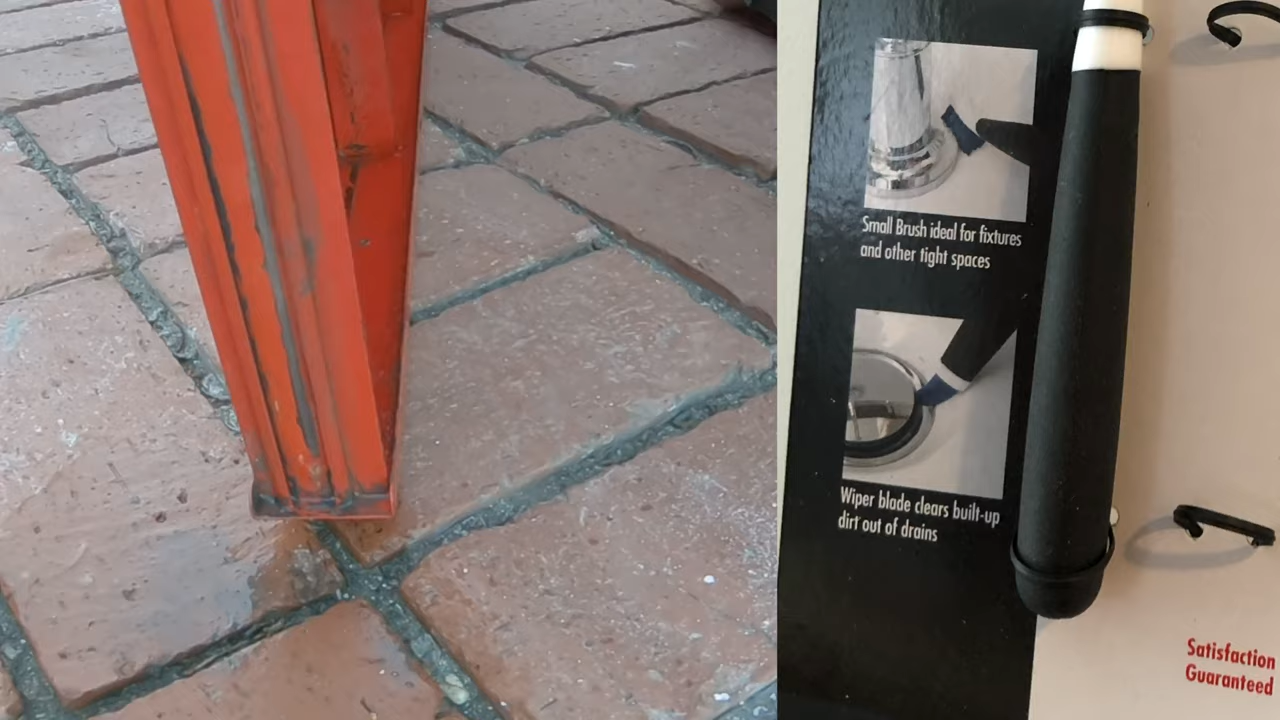 Small Brush ideal for fixtures
and other tight spaces
Wiper blade clears built-up
dirt out of drains
Satisfaction
Guaranteed